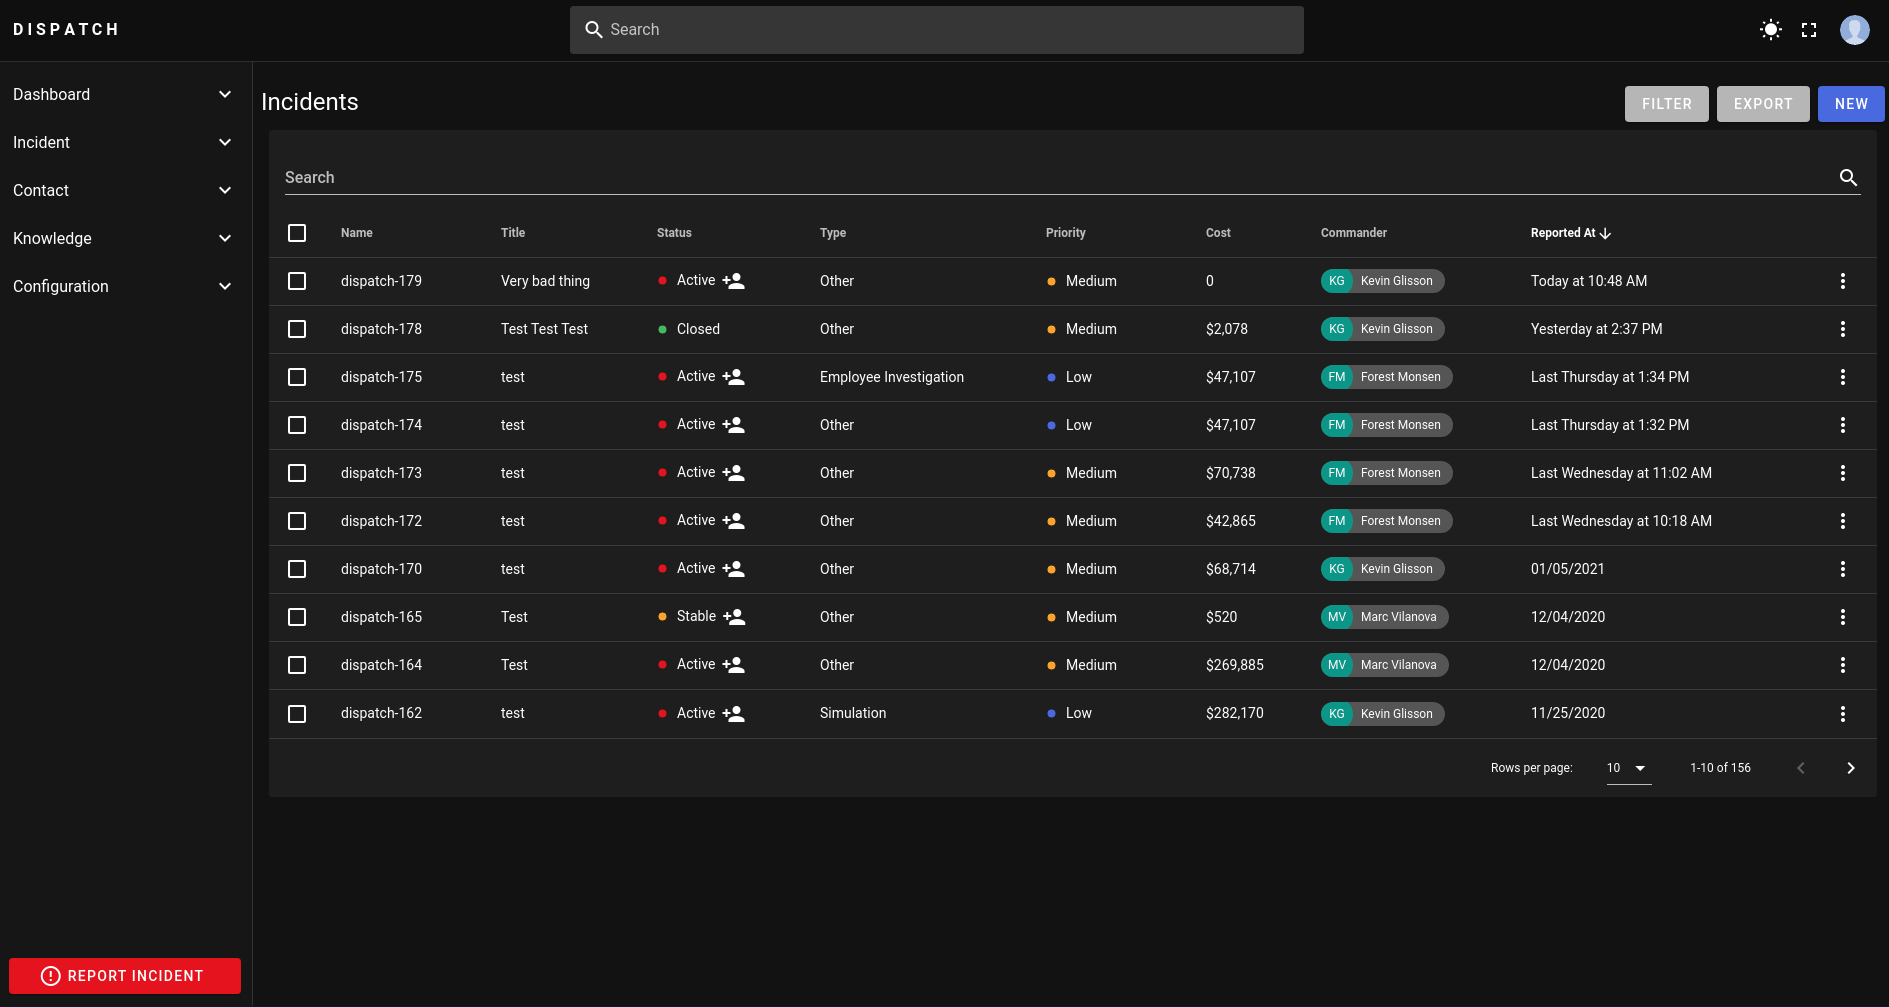 DISPATCH
Search
Dashboard
Incident
Contact
Knowledge
Configuration
REPORT INCIDENT
Incidents
FILTER EXPORT NEW
Search
Name Title Status Type Priority Cost Commander Reported At
dispatch-179 Very bad thing Active Other Medium 0 KG Kevin Glisson Today at 10:48 AM
dispatch-178 Test Test Test Closed Other Medium $2,078 KG Kevin Glisson Yesterday at 2:37 PM
dispatch-175 test Active Employee Investigation Low $47,107 FM Forest Monsen Last Thursday at 1:34 PM
dispatch-174 test Active Other Low $47,107 FM Forest Monsen Last Thursday at 1:32 PM
dispatch-173 test Active Other Medium $70,738 FM Forest Monsen Last Wednesday at 11:02 AM
dispatch-172 test Active Other Medium $42,865 FM Forest Monsen Last Wednesday at 10:18 AM
dispatch-170 test Active Other Medium $68,714 KG Kevin Glisson 01/05/2021
dispatch-165 Test Stable Other Medium $520 MV Marc Vilanova 12/04/2020
dispatch-164 Test Active Other Medium $269,885 MV Marc Vilanova 12/04/2020
dispatch-162 test Active Simulation Low $282,170 KG Kevin Glisson 11/25/2020
Rows per page: 10 1-10 of 156